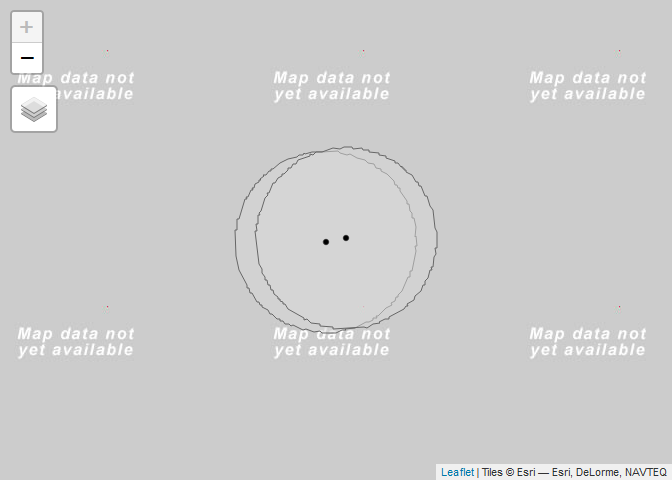 +
−
Map data not
yet available
Map data not
yet available
Map data not
yet available
Map data not
yet available
Map data not
yet available
Map data not
yet available
Leaflet | Tiles © Esri — Esri, DeLorme, NAVTEQ